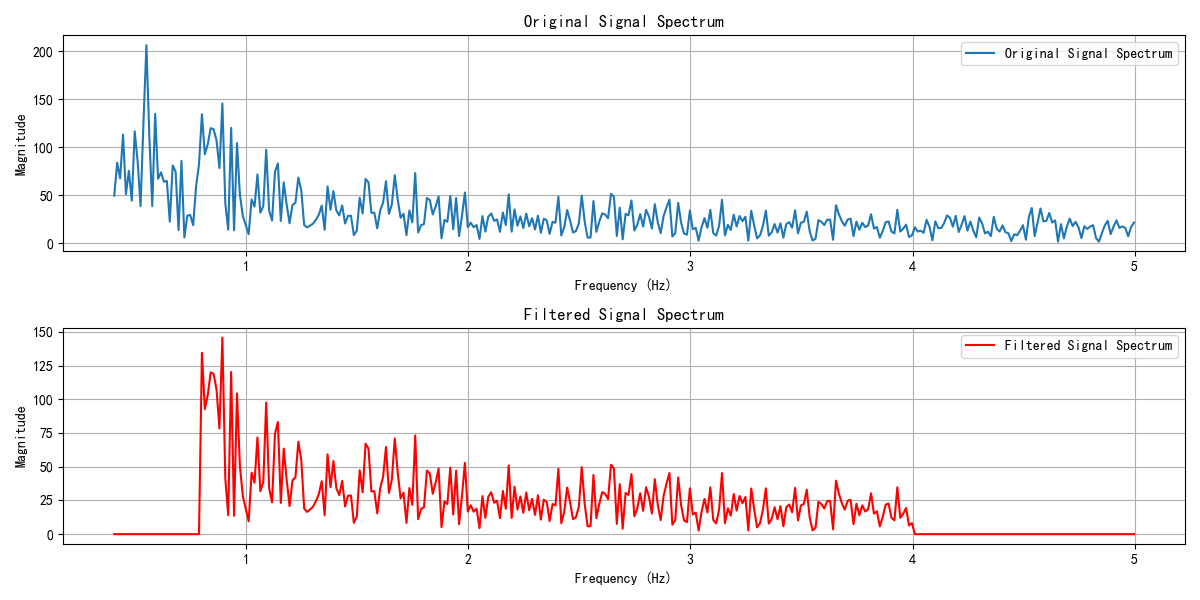 Original Signal Spectrum
Original Signal Spectrum
Magnitude
200
150
100
50
0
1 2 3 4 5
Frequency (Hz)
Filtered Signal Spectrum
Filtered Signal Spectrum
Magnitude
150
125
100
75
50
25
0
1 2 3 4 5
Frequency (Hz)